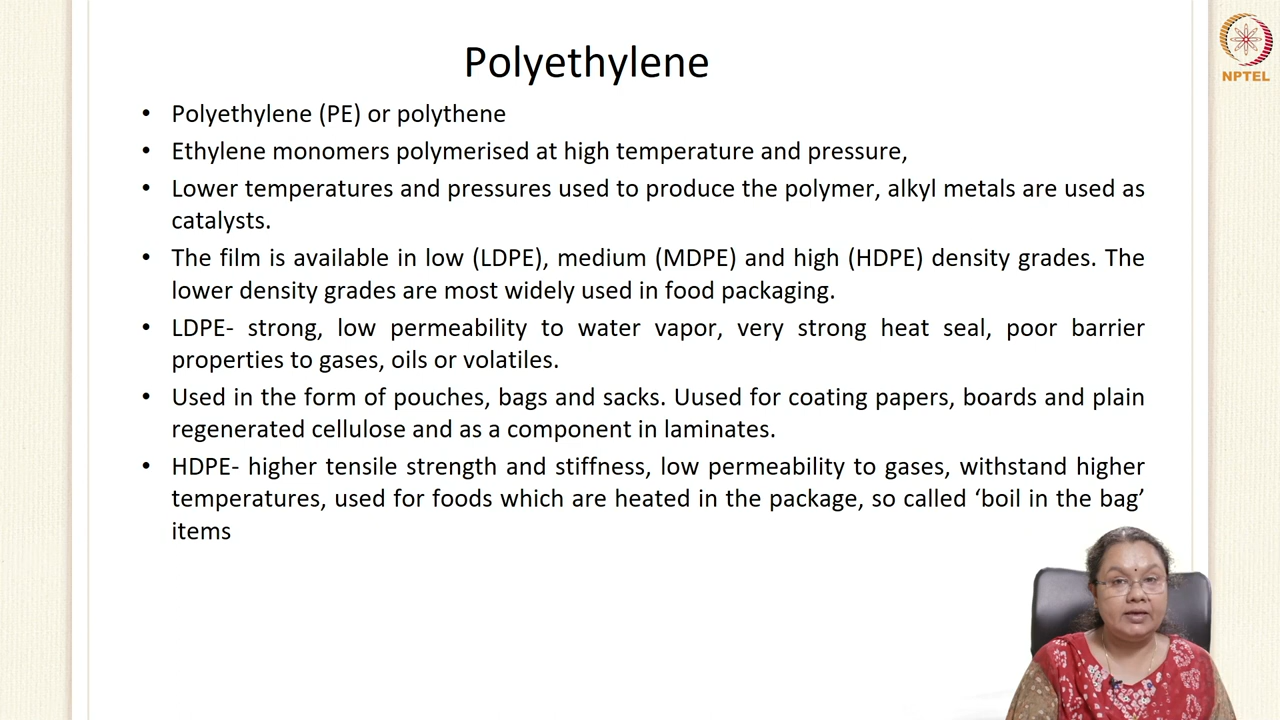 Polyethylene
NPTEL
• Polyethylene (PE) or polythene
• Ethylene monomers polymerised at high temperature and pressure,
• Lower temperatures and pressures used to produce the polymer, alkyl metals are used as
catalysts.
• The film is available in low (LDPE), medium (MDPE) and high (HDPE) density grades. The
lower density grades are most widely used in food packaging.
• LDPE- strong, low permeability to water vapor, very strong heat seal, poor barrier
properties to gases, oils or volatiles.
• Used in the form of pouches, bags and sacks. Uused for coating papers, boards and plain
regenerated cellulose and as a component in laminates.
• HDPE- higher tensile strength and stiffness, low permeability to gases, withstand higher
temperatures, used for foods which are heated in the package, so called ‘boil in the bag’
items